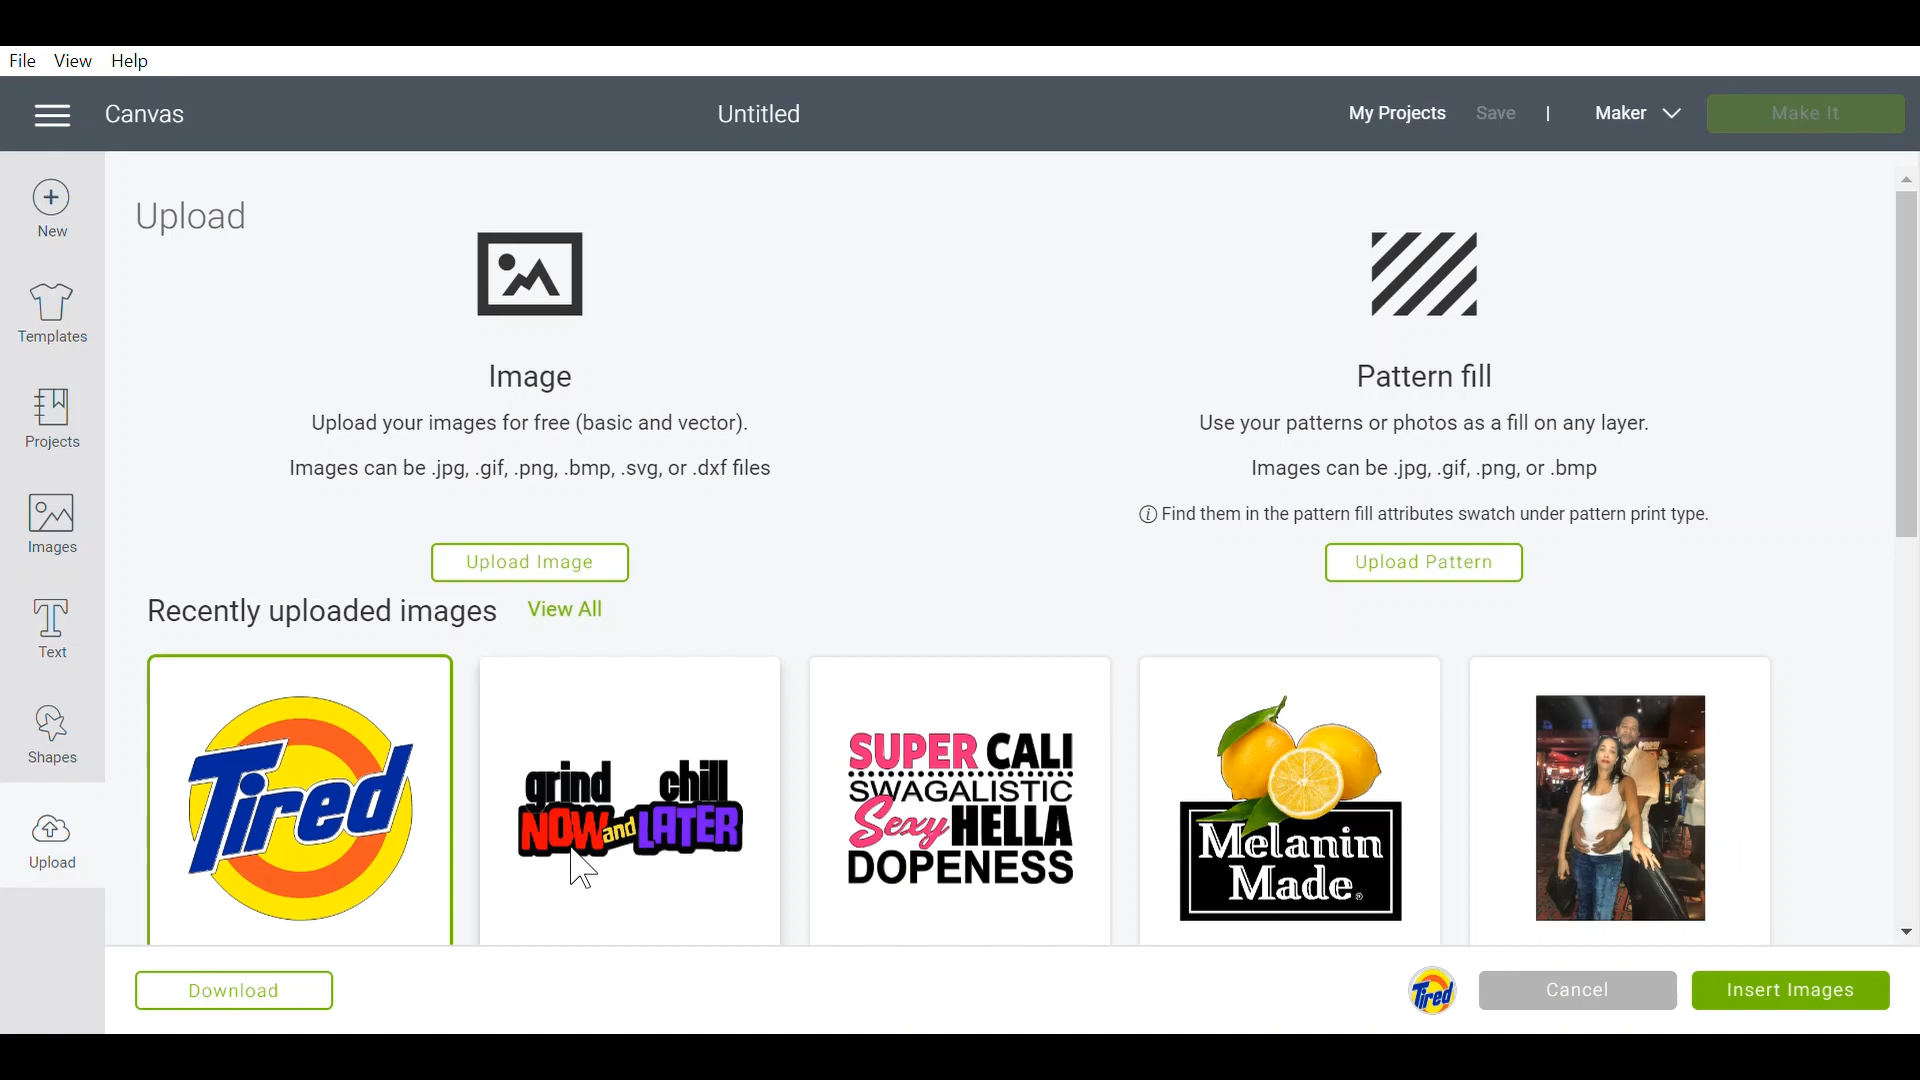 File View Help
Canvas
Untitled
My Projects Save | Maker
Make It
New
Templates
Projects
Images
Text
Shapes
Upload
Upload
Image
Upload your images for free (basic and vector).
Images can be .jpg, .gif, .png, .bmp, .svg, or .dxf files
Upload Image
Pattern fill
Use your patterns or photos as a fill on any layer.
Images can be .jpg, .gif, .png, or .bmp
Find them in the pattern fill attributes swatch under pattern print type.
Upload Pattern
Recently uploaded images View All
Tired
grind chill
NOW and LATER
SUPER CALI
SWAGALISTIC
Sexy HELLA
DOPENESS
Melanin
Made.®
Download
Tired
Cancel
Insert Images